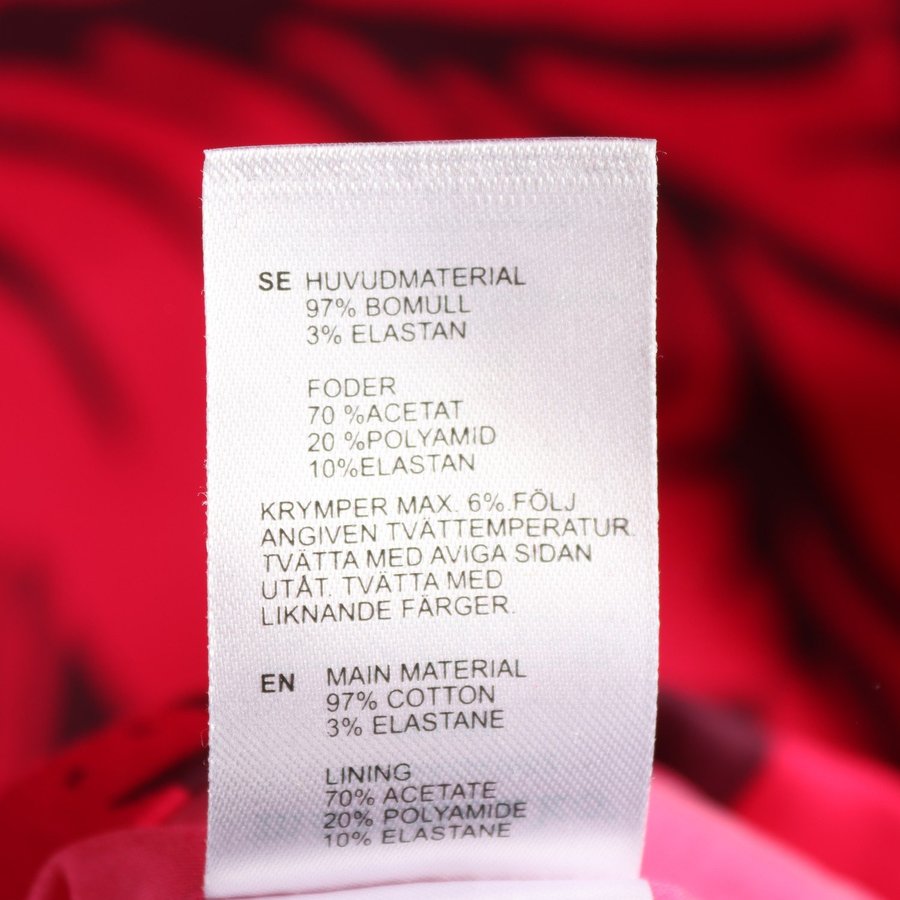 SE HUVUDMATERIAL
97% BOMULL
3% ELASTAN
FODER
70 %ACETAT
20 %POLYAMID
10%ELASTAN
KRYMPER MAX. 6%.FÖLJ
ANGIVEN TVÄTTEMPERATUR.
TVÄTTA MED AVIGA SIDAN
UTÅT. TVÄTTA MED
LIKNANDE FÄRGER.
EN MAIN MATERIAL
97% COTTON
3% ELASTANE
LINING
70% ACETATE
20% POLYAMIDE
10% ELASTANE